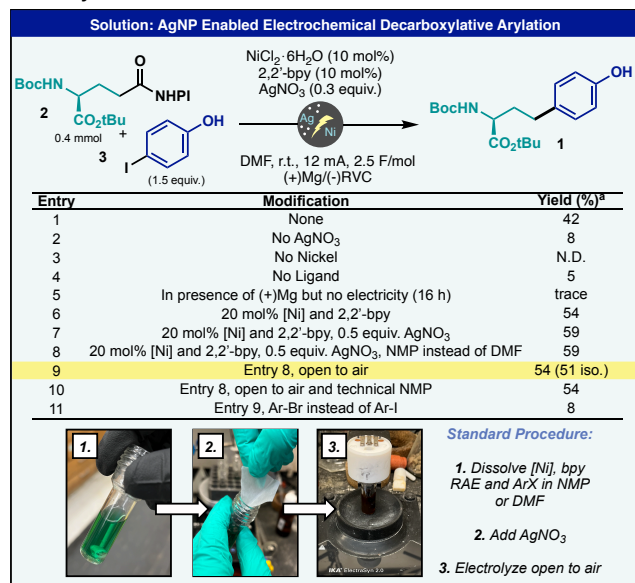 Solution: AgNP Enabled Electrochemical Decarboxylative Arylation
NiCl2·6H2O (10 mol%)
2,2'-bpy (10 mol%)
AgNO3 (0.3 equiv.)
Ag
Ni
DMF, r.t., 12 mA, 2.5 F/mol
(+)Mg/(-)RVC
BocHN
O
NHPI
2
CO2tBu
0.4 mmol
+
3
OH
I
(1.5 equiv.)
OH
BocHN
CO2tBu
1
Entry Modification Yield (%)a
1 None 42
2 No AgNO3 8
3 No Nickel N.D.
4 No Ligand 5
5 In presence of (+)Mg but no electricity (16 h) trace
6 20 mol% [Ni] and 2,2'-bpy 54
7 20 mol% [Ni] and 2,2'-bpy, 0.5 equiv. AgNO3 59
8 20 mol% [Ni] and 2,2'-bpy, 0.5 equiv. AgNO3, NMP instead of DMF 59
9 Entry 8, open to air 54 (51 iso.)
10 Entry 8, open to air and technical NMP 54
11 Entry 9, Ar-Br instead of Ar-I 8
1.
2.
3.
IKA ElectraSyn 2.0
Standard Procedure:
1. Dissolve [Ni], bpy
RAE and ArX in NMP
or DMF
2. Add AgNO3
3. Electrolyze open to air